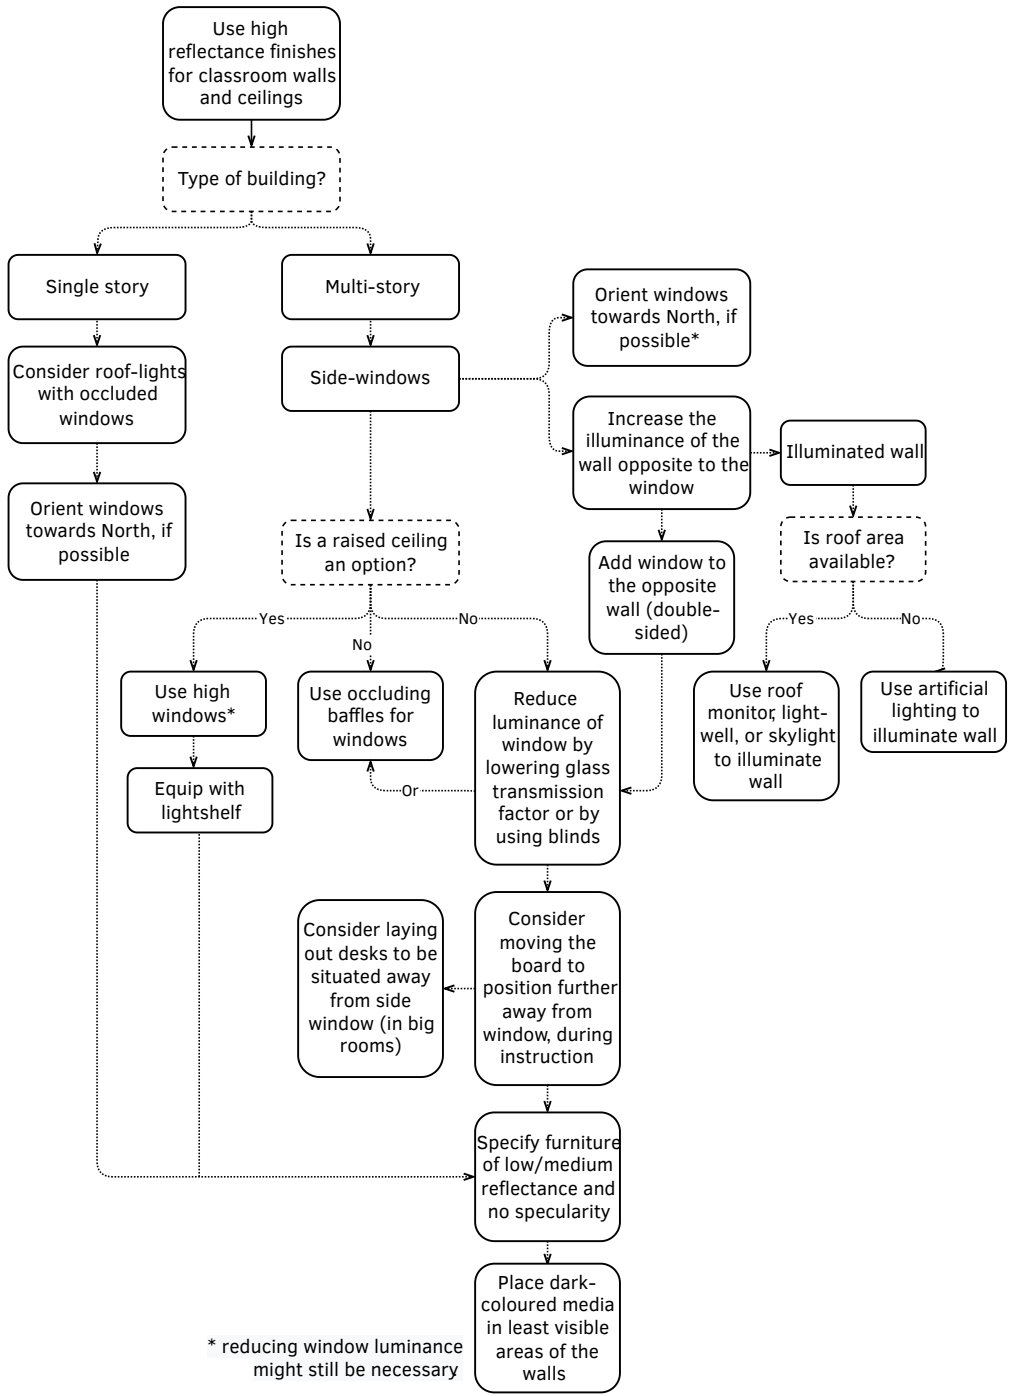 Use high
reflectance finishes
for classroom walls
and ceilings
Type of building?
Single story
Multi-story
Orient windows
towards North, if
possible*
Consider roof-lights
with occluded
windows
Side-windows
Increase the
illuminance of the
wall opposite to the
window
Illuminated wall
Orient windows
towards North, if
possible
Is a raised ceiling
an option?
Add window to
the opposite
wall (double-
sided)
Is roof area
available?
Yes
No
No
Yes
No
Use high
windows*
Use occluding
baffles for
windows
Reduce
luminance of
window by
lowering glass
transmission
factor or by
using blinds
Use roof
monitor, light-
well, or skylight
to illuminate
wall
Use artificial
lighting to
illuminate wall
Equip with
lightshelf
Or
Consider laying
out desks to be
situated away
from side
window (in big
rooms)
Consider
moving the
board to
position further
away from
window, during
instruction
Specify furniture
of low/medium
reflectance and
no specularity
Place dark-
coloured media
in least visible
areas of the
walls
* reducing window luminance
might still be necessary